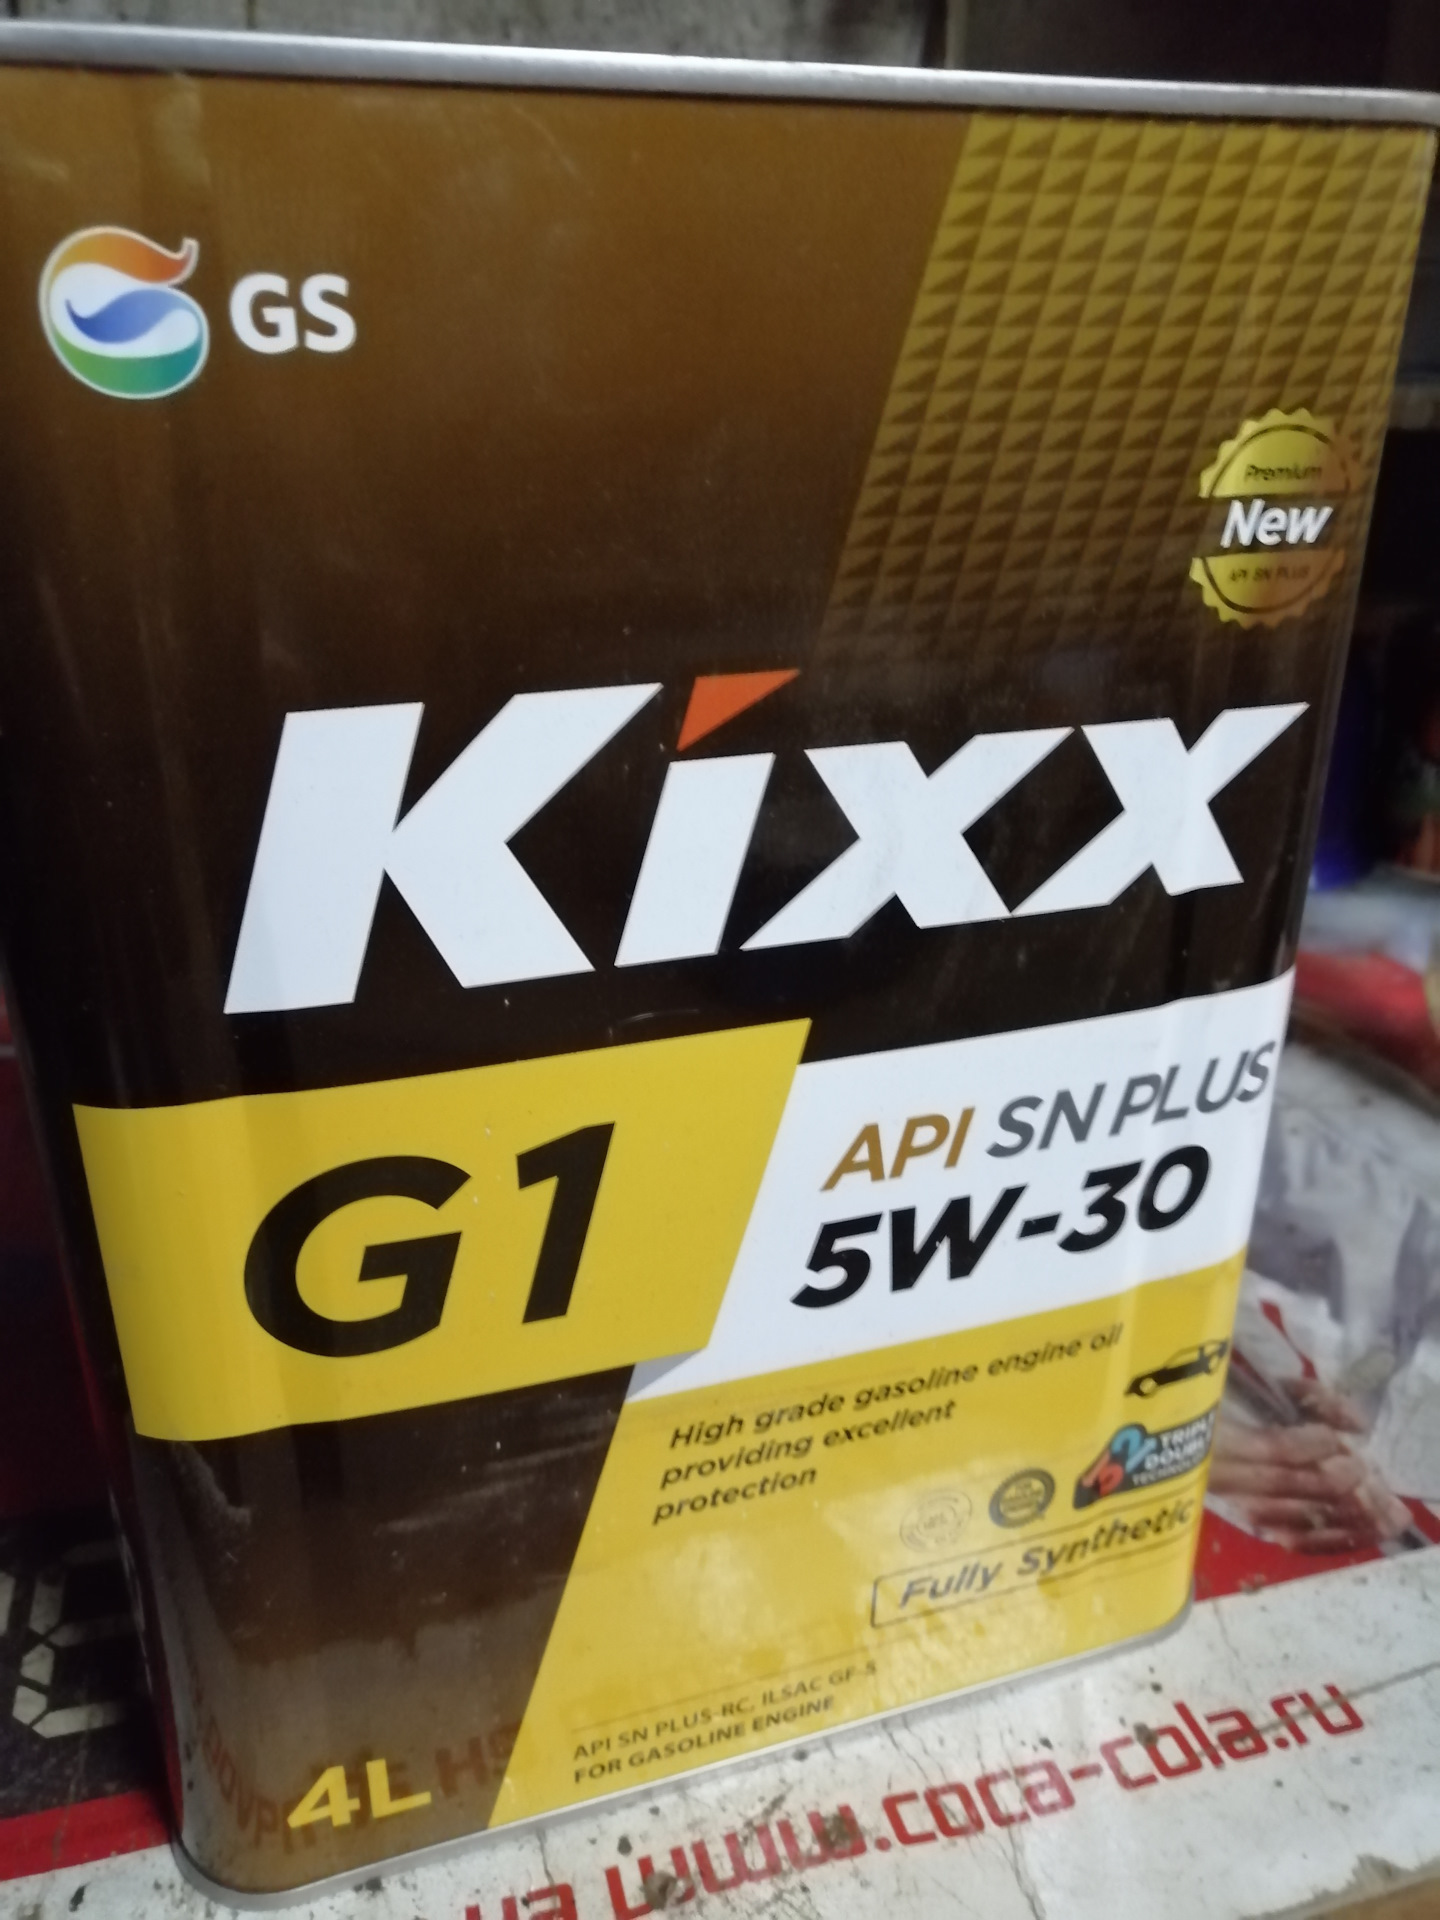 GS
Premium
New
API SN PLUS
Kixx
G1
API SN PLUS
5W-30
High grade gasoline engine oil
providing excellent
protection
Fully Synthetic
API SN PLUS-RC, ILSAC GF-5
FOR GASOLINE ENGINE
4L
на www.coca-cola.ru